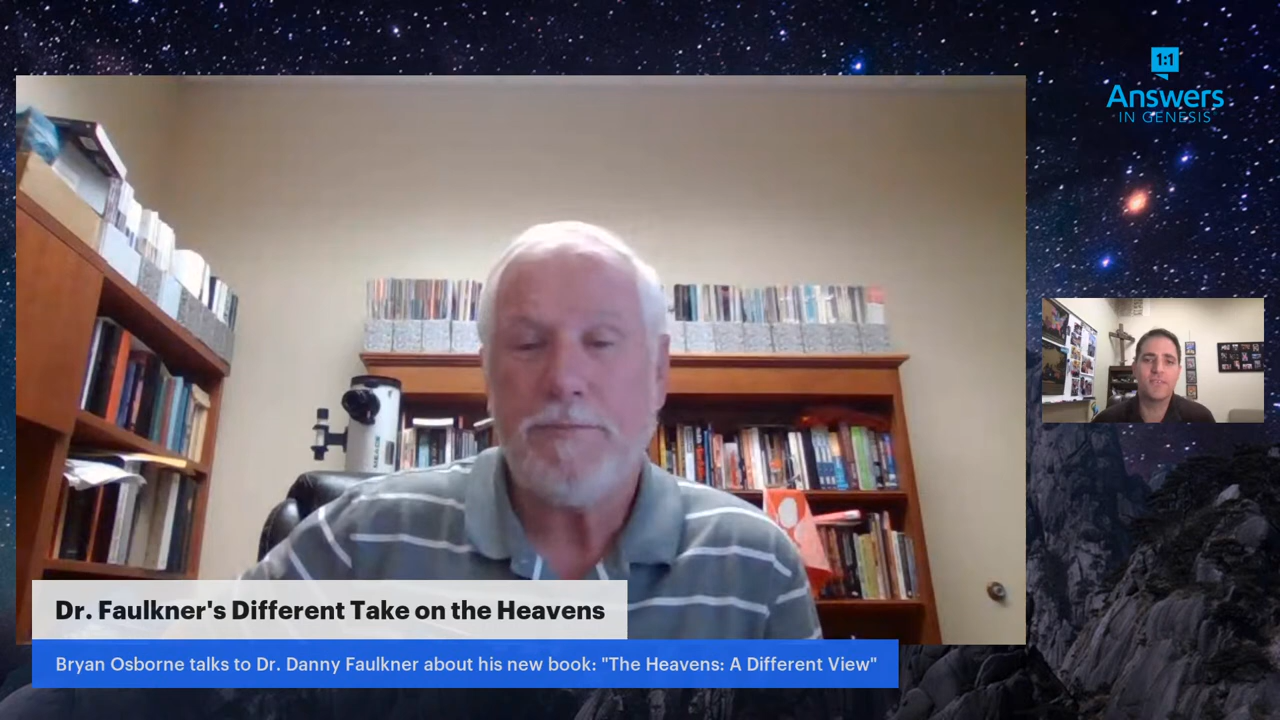 1:1
Answers
IN GENESIS
MEADE
Dr. Faulkner's Different Take on the Heavens
Bryan Osborne talks to Dr. Danny Faulkner about his new book: "The Heavens: A Different View"